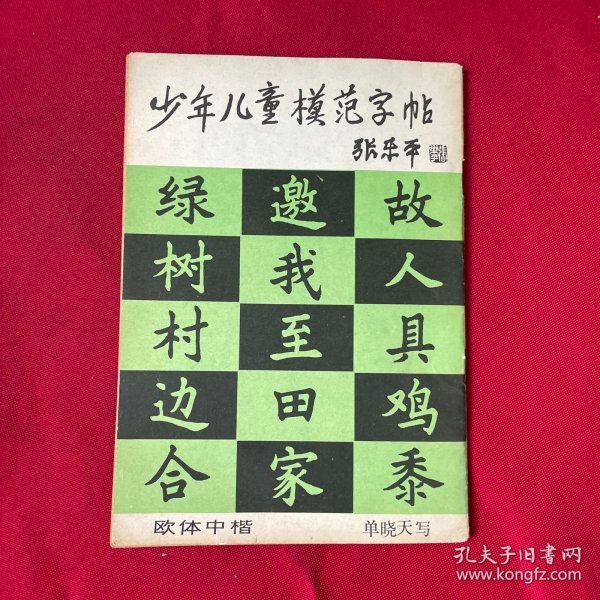 少年儿童模范字帖
张乐平
故人具鸡黍
邀我至田家
绿树村边合
欧体中楷
单晓天写
孔夫子旧书网
www.kongfz.com